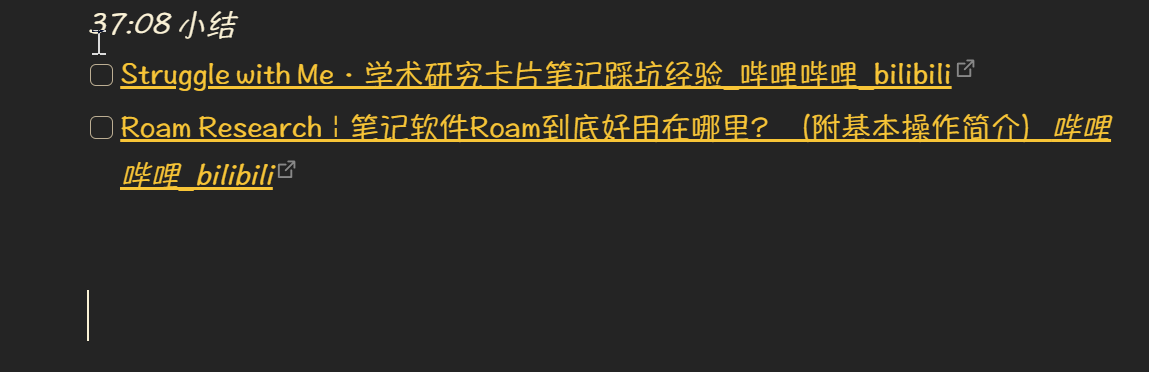 37:08 小结
Struggle with Me · 学术研究卡片笔记踩坑经验_哔哩哔哩_bilibili
Roam Research ¦ 笔记软件Roam到底好用在哪里？（附基本操作简介） 哔哩
哔哩_bilibili